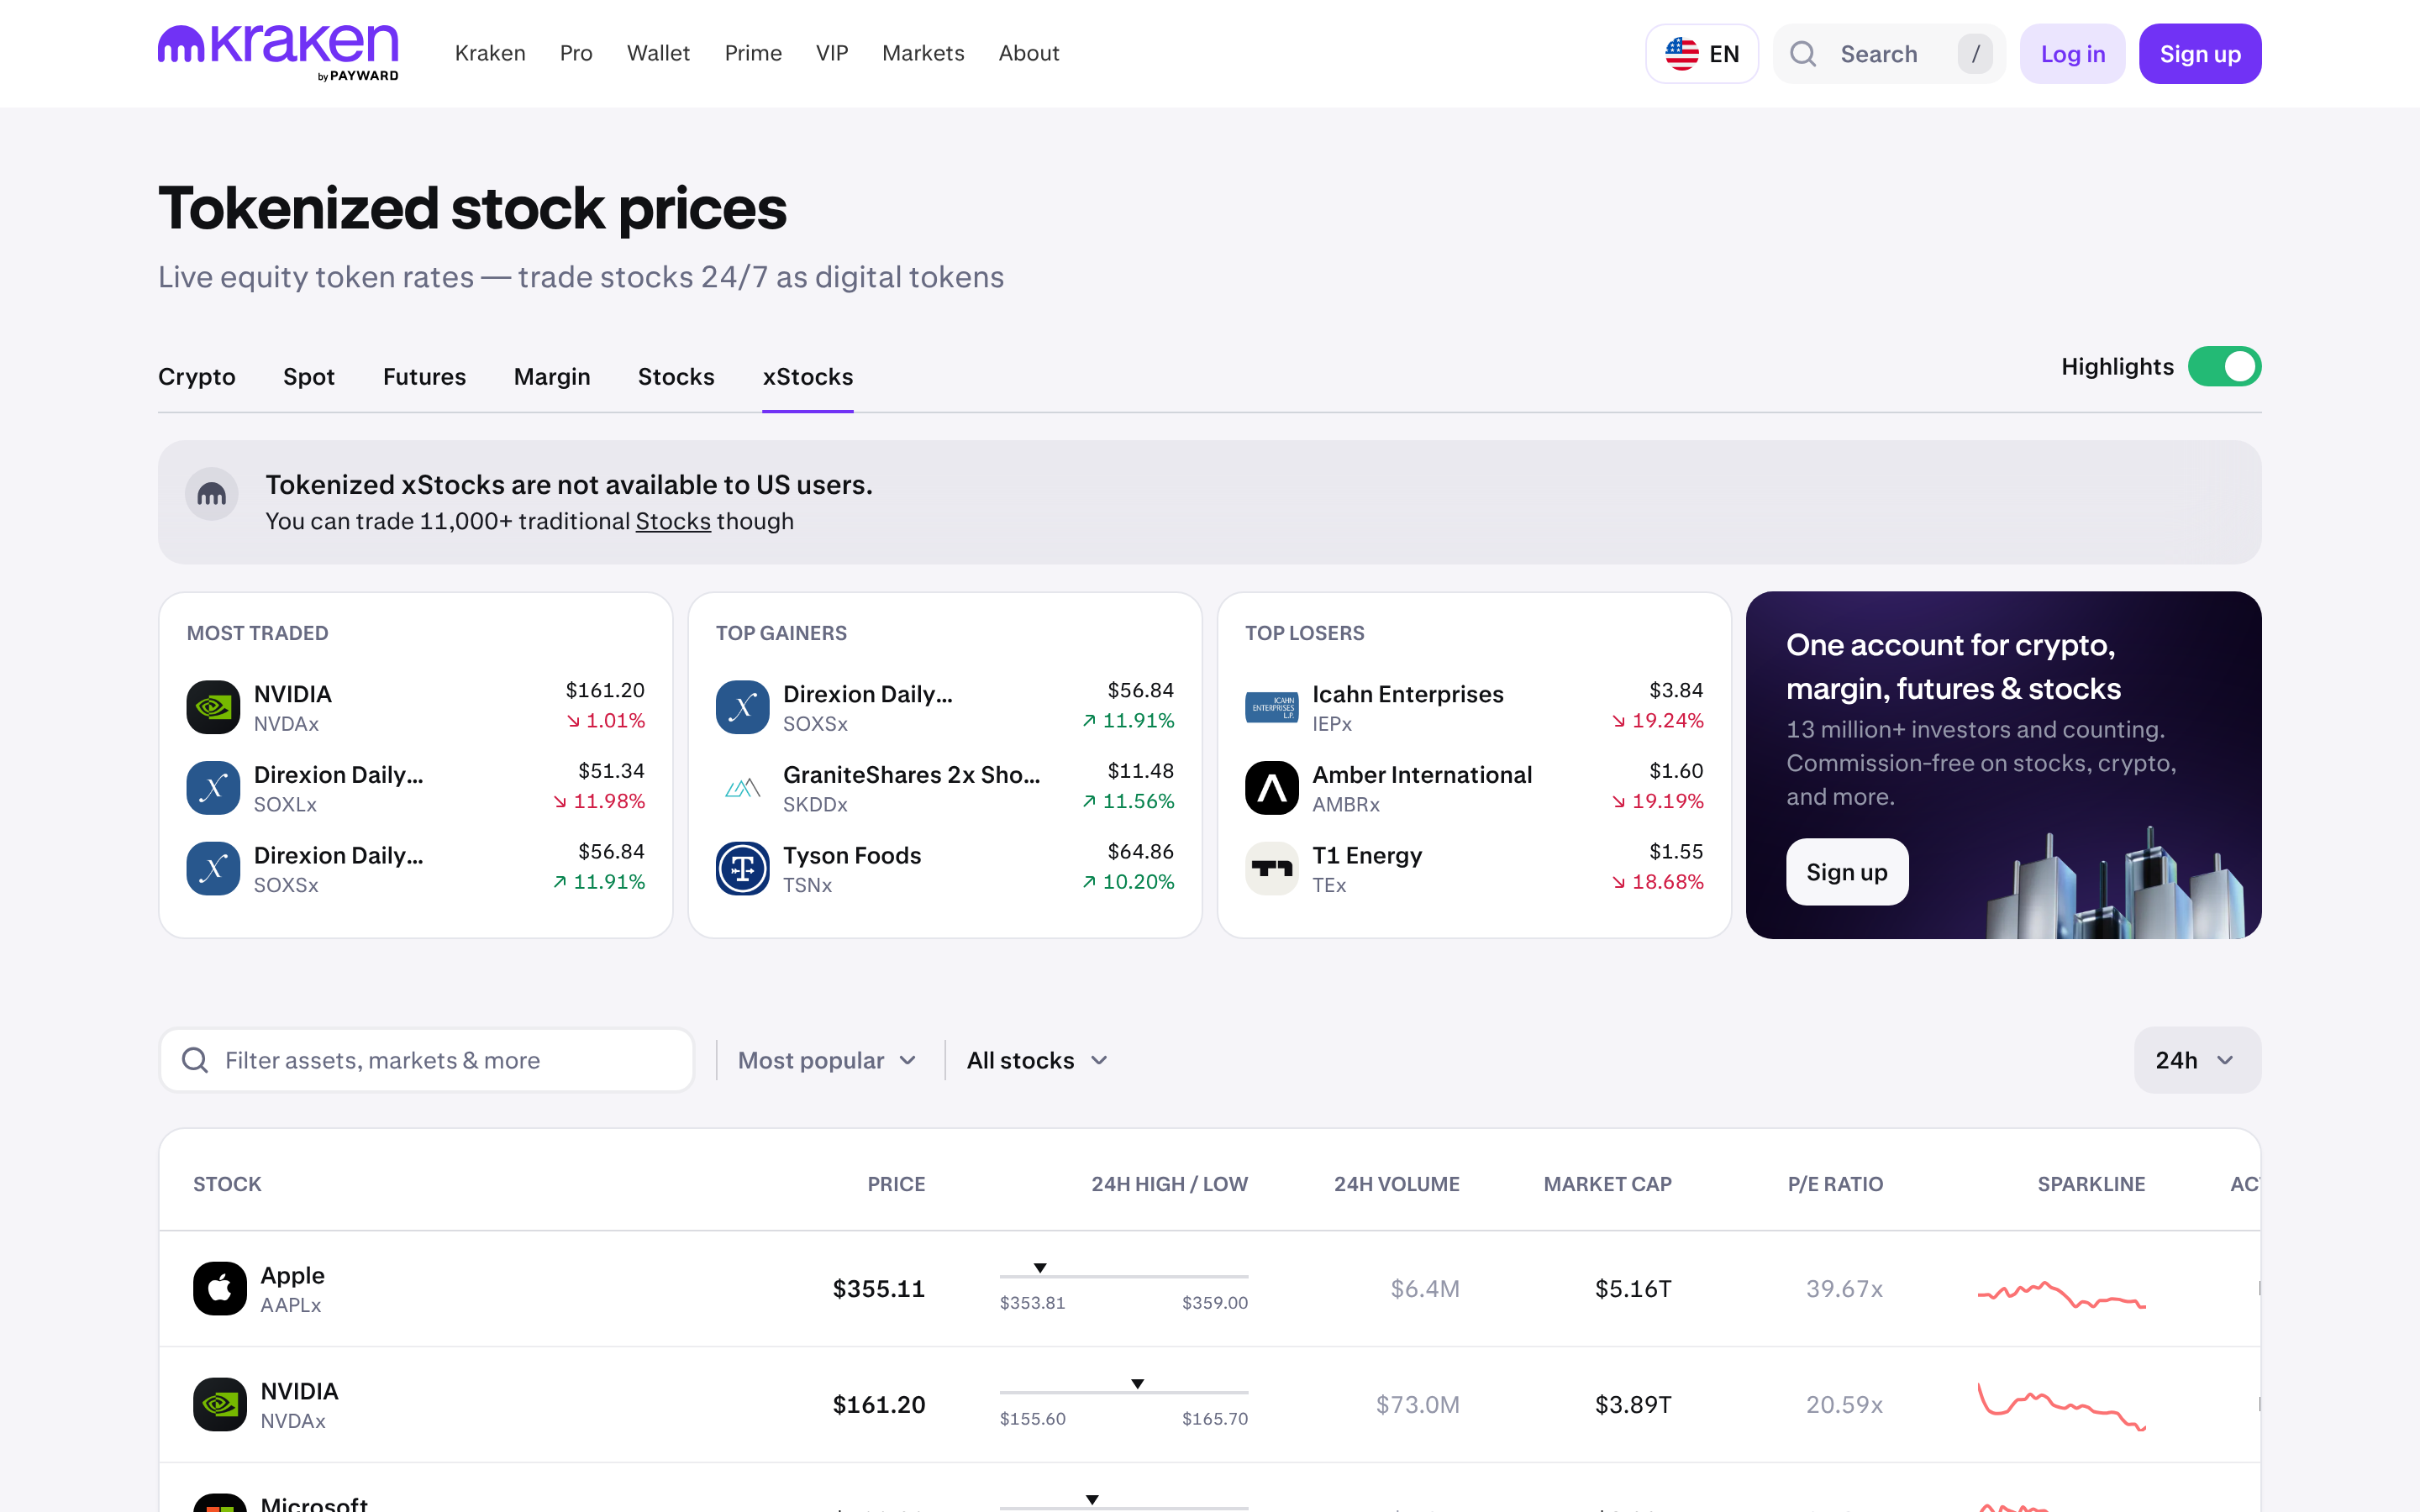 kraken
by PAYWARD
Kraken Pro Wallet Prime VIP Markets About
EN
Search /
Log in
Sign up
Tokenized stock prices
Live equity token rates — trade stocks 24/7 as digital tokens
Crypto Spot Futures Margin Stocks xStocks
Highlights
Tokenized xStocks are not available to US users.
You can trade 11,000+ traditional Stocks though
MOST TRADED
NVIDIA $161.20
NVDAx 1.01%
Direxion Daily... $51.34
SOXLx 11.98%
Direxion Daily... $56.84
SOXSx 11.91%
TOP GAINERS
Direxion Daily... $56.84
SOXSx 11.91%
GraniteShares 2x Sho... $11.48
SKDDx 11.56%
Tyson Foods $64.86
TSNx 10.20%
TOP LOSERS
ICAHN
ENTERPRISES
L.P.
Icahn Enterprises $3.84
IEPx 19.24%
Amber International $1.60
AMBRx 19.19%
T1 Energy $1.55
TEx 18.68%
One account for crypto,
margin, futures & stocks
13 million+ investors and counting.
Commission-free on stocks, crypto,
and more.
Sign up
Filter assets, markets & more
Most popular
All stocks
24h
STOCK PRICE 24H HIGH / LOW 24H VOLUME MARKET CAP P/E RATIO SPARKLINE
Apple
AAPLx
$355.11
$353.81 $359.00
$6.4M
$5.16T
39.67x
NVIDIA
NVDAx
$161.20
$155.60 $165.70
$73.0M
$3.89T
20.59x
Microsoft